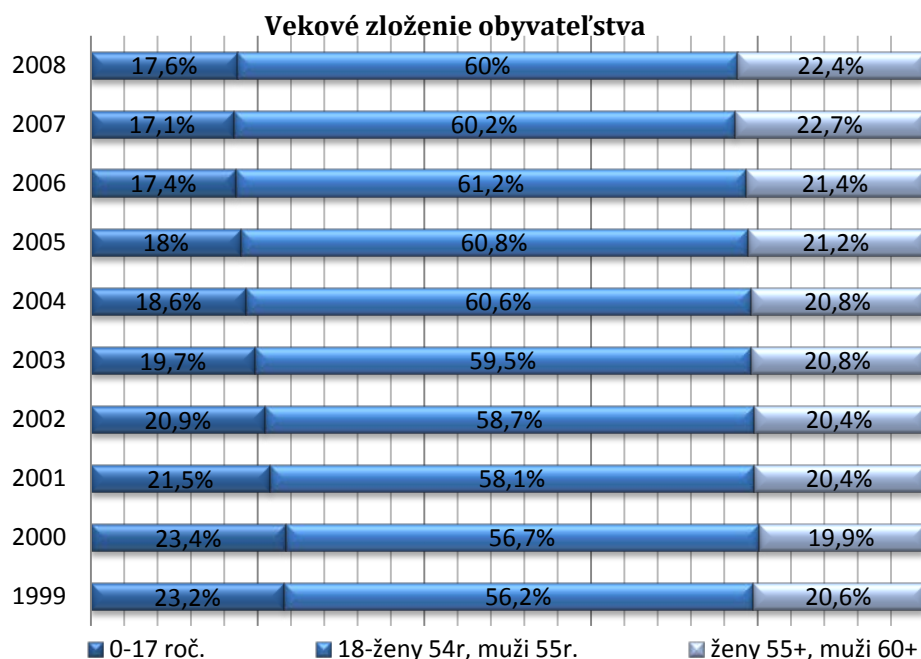 Vekové zloženie obyvateľstva
2008 17,6% 60% 22,4%
2007 17,1% 60,2% 22,7%
2006 17,4% 61,2% 21,4%
2005 18% 60,8% 21,2%
2004 18,6% 60,6% 20,8%
2003 19,7% 59,5% 20,8%
2002 20,9% 58,7% 20,4%
2001 21,5% 58,1% 20,4%
2000 23,4% 56,7% 19,9%
1999 23,2% 56,2% 20,6%
0-17 roč. 18-ženy 54r, muži 55r. ženy 55+, muži 60+